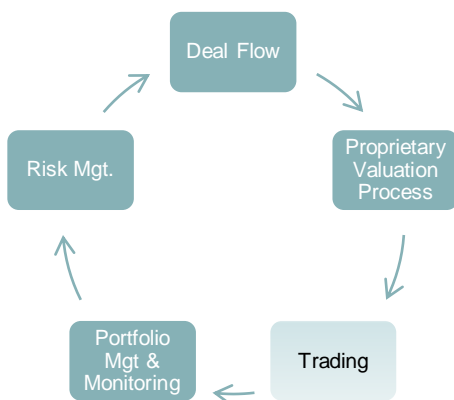 Deal Flow
Proprietary
Valuation
Process
Trading
Portfolio
Mgt &
Monitoring
Risk Mgt.